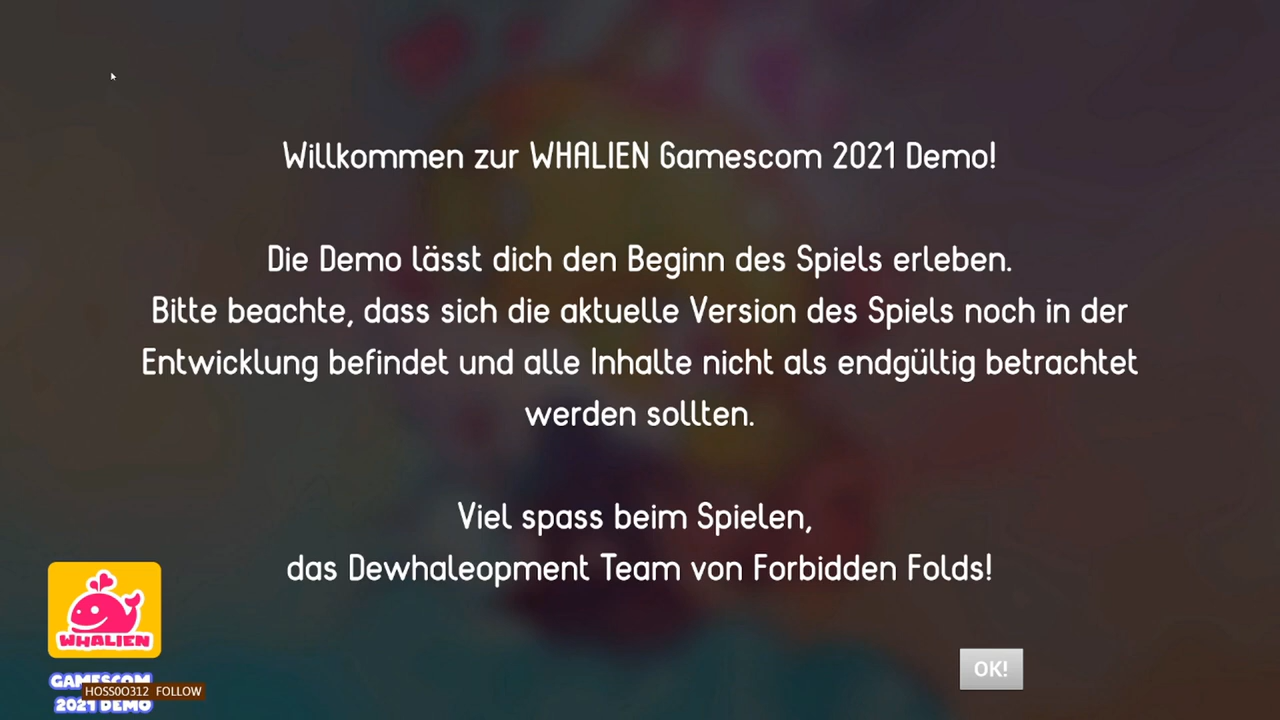 Willkommen zur WHALIEN Gamescom 2021 Demo!
Die Demo lässt dich den Beginn des Spiels erleben.
Bitte beachte, dass sich die aktuelle Version des Spiels noch in der
Entwicklung befindet und alle Inhalte nicht als endgültig betrachtet
werden sollten.
Viel spass beim Spielen,
das Dewhaleopment Team von Forbidden Folds!
WHALIEN
GAMESCOM
2021 DEMO
HOSS0O312 FOLLOW
OK!